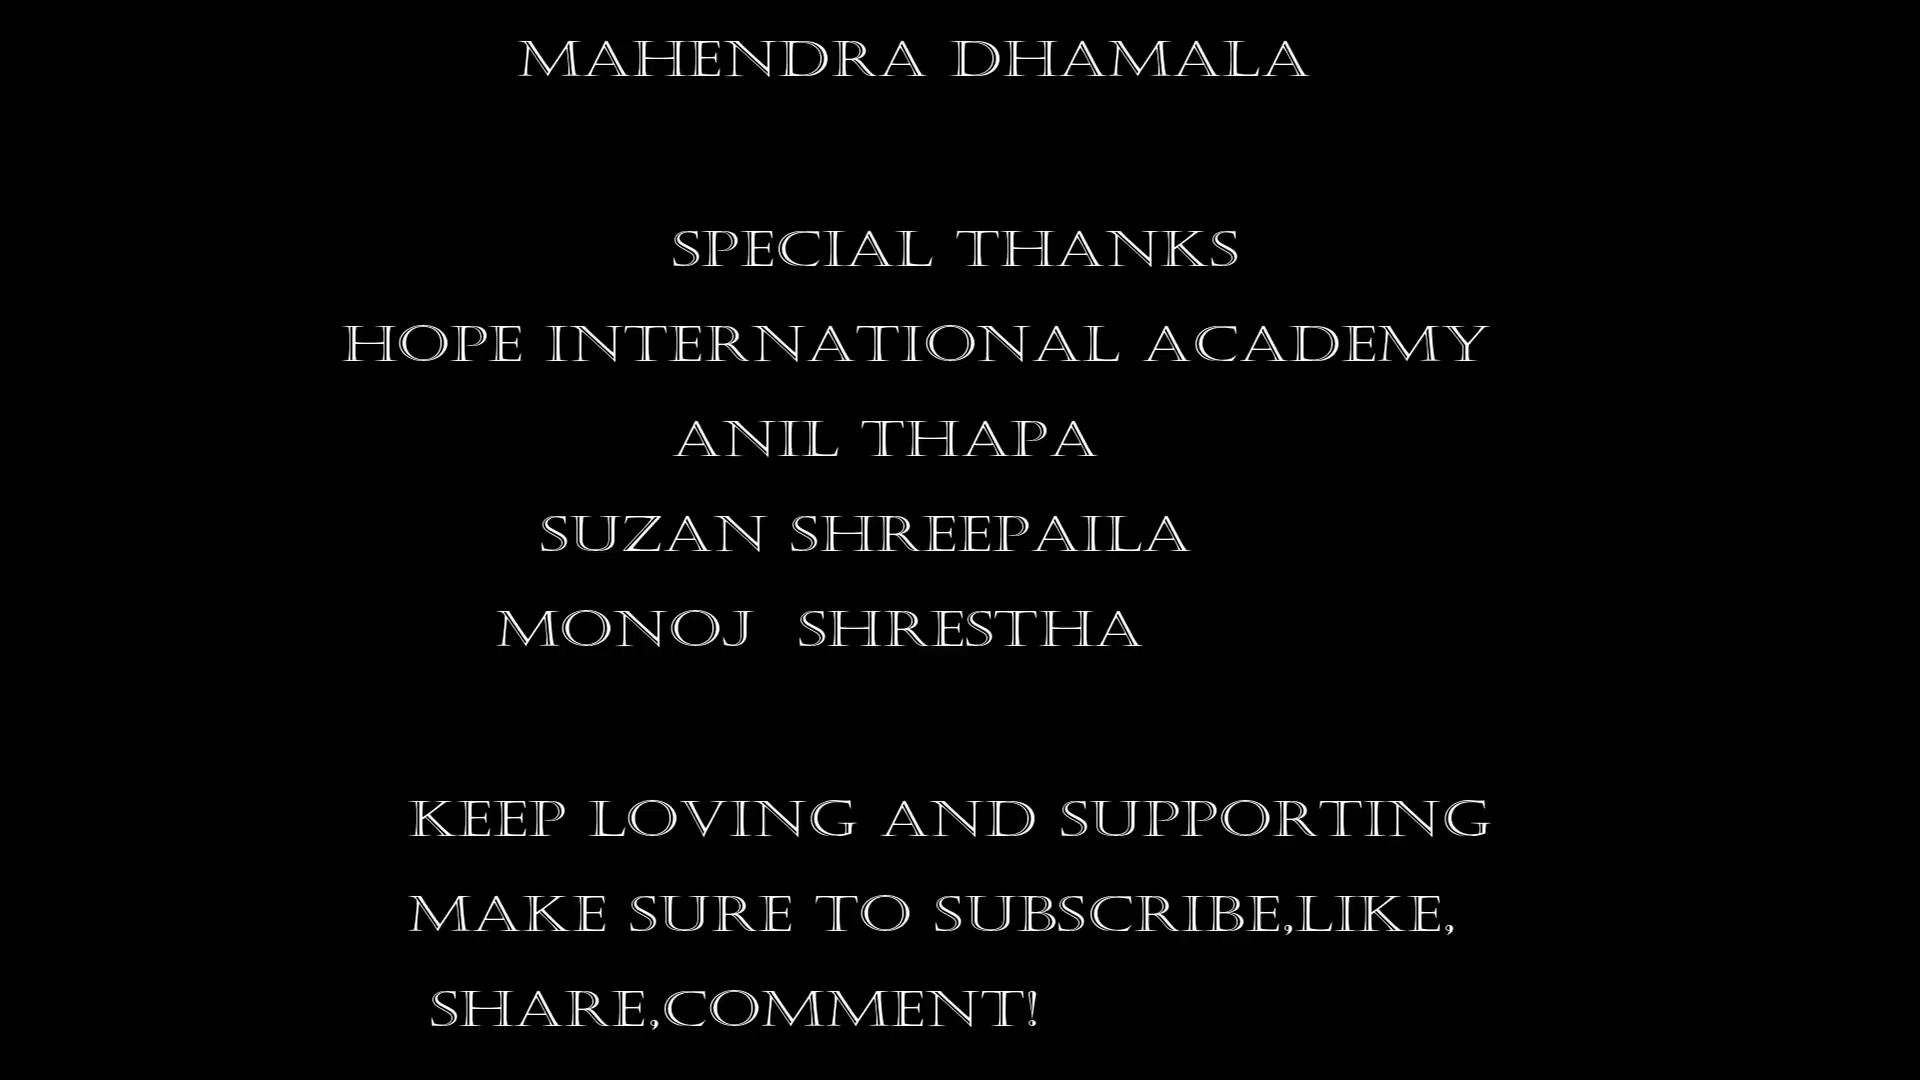 MAHENDRA DHAMALA
SPECIAL THANKS
HOPE INTERNATIONAL ACADEMY
ANIL THAPA
SUZAN SHREEPAILA
MONOJ  SHRESTHA
KEEP LOVING AND SUPPORTING
MAKE SURE TO SUBSCRIBE,LIKE,
SHARE,COMMENT!